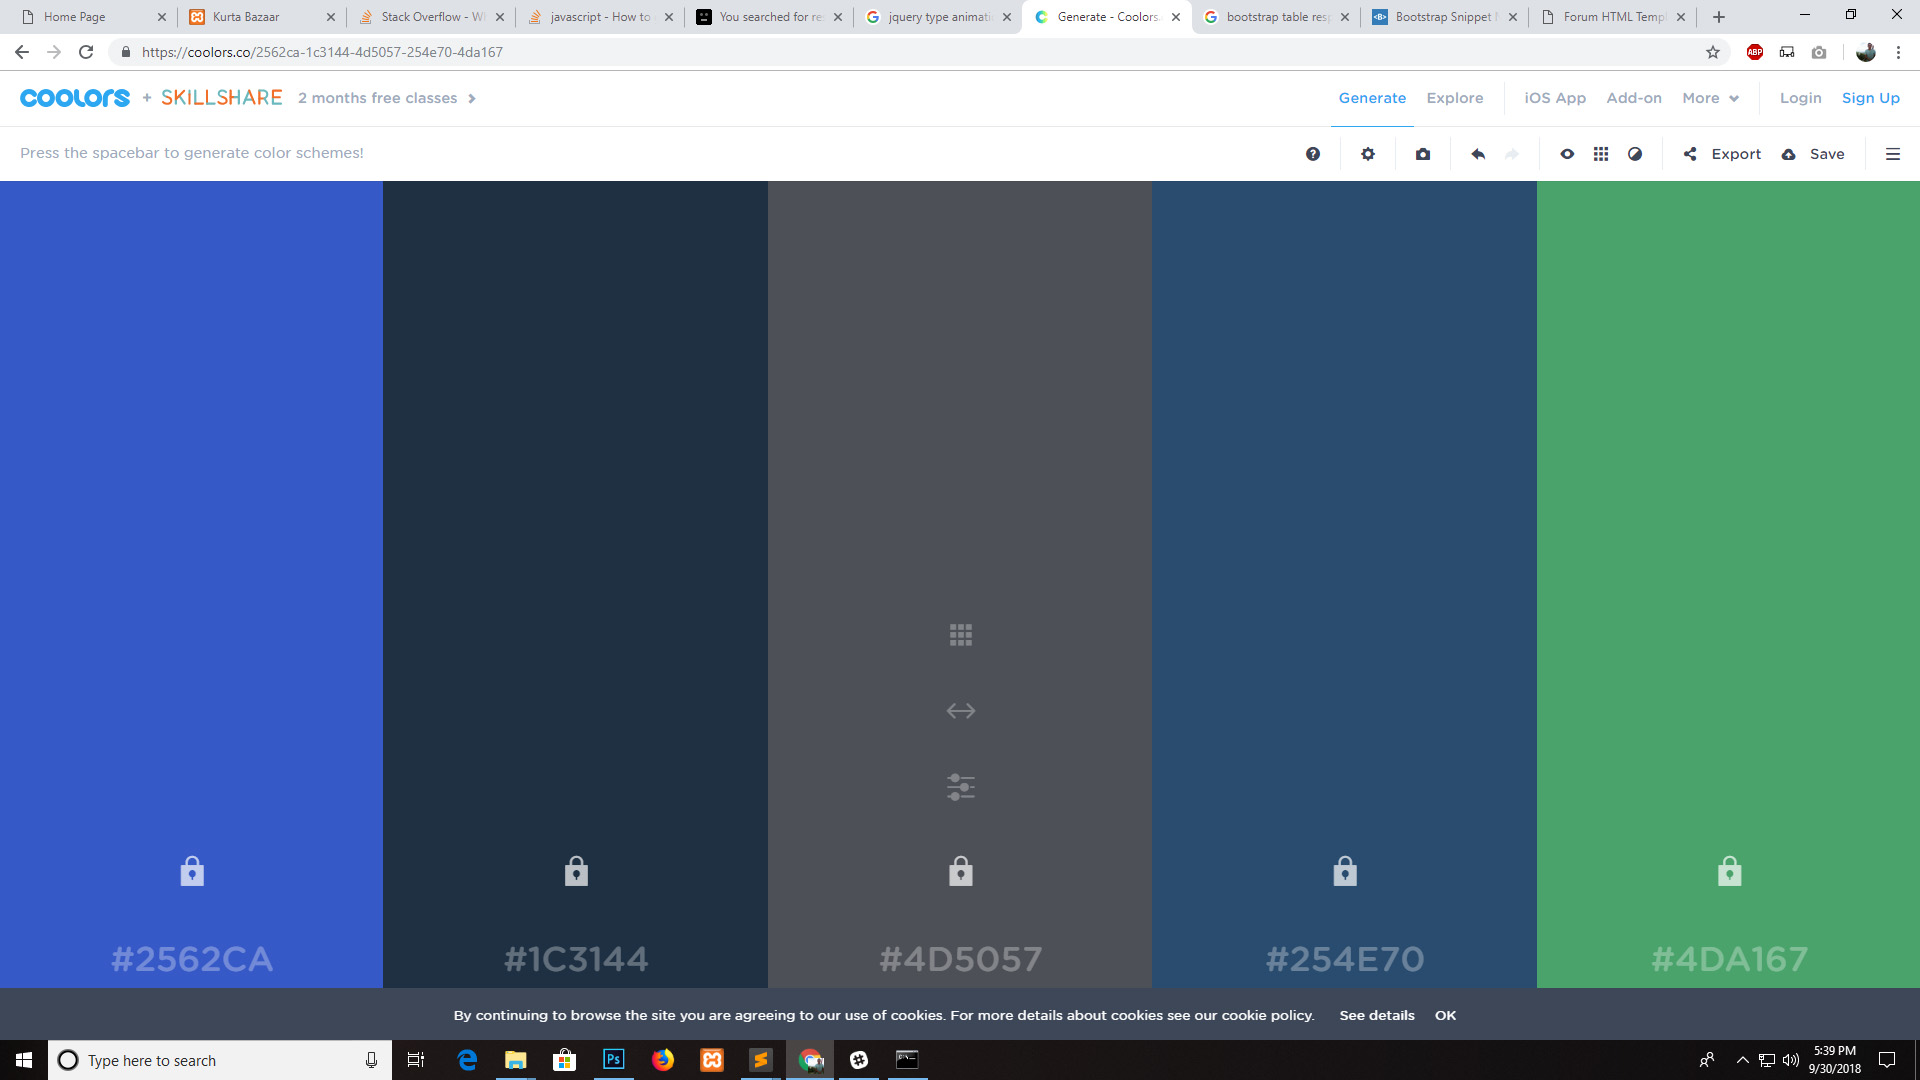 Home Page
Kurta Bazaar
Stack Overflow - Wl
javascript - How to
You searched for re
jquery type animati
Generate - Coolors.
bootstrap table resp
Bootstrap Snippet
Forum HTML Templ
https://coolors.co/2562ca-1c3144-4d5057-254e70-4da167
ABP
coolors + SKILLSHARE 2 months free classes
Generate Explore iOS App Add-on More Login Sign Up
Press the spacebar to generate color schemes!
Export Save
#2562CA #1C3144 #4D5057 #254E70 #4DA167
By continuing to browse the site you are agreeing to our use of cookies. For more details about cookies see our cookie policy. See details OK
Type here to search
Ps
5:39 PM
9/30/2018